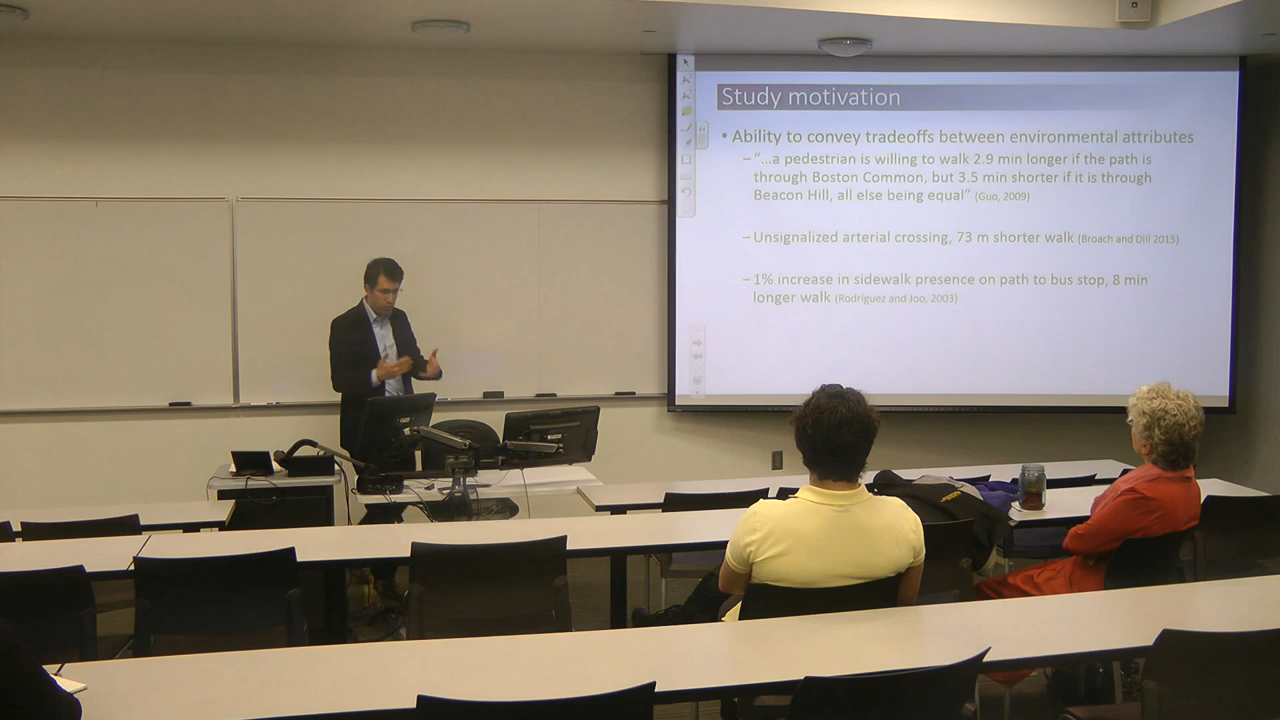 Study motivation
• Ability to convey tradeoffs between environmental attributes
– “...a pedestrian is willing to walk 2.9 min longer if the path is
through Boston Common, but 3.5 min shorter if it is through
Beacon Hill, all else being equal” (Guo, 2009)
– Unsignalized arterial crossing, 73 m shorter walk (Broach and Dill 2015)
– 1% increase in sidewalk presence on path to bus stop, 8 min
longer walk (Rodriguez and Joo, 2003)